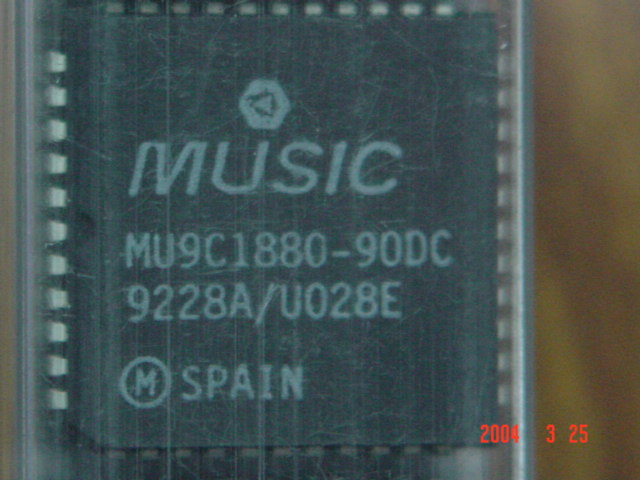 MUSIC
MU9C1880-90DC
9228A/U028E
M SPAIN
2004 3 25